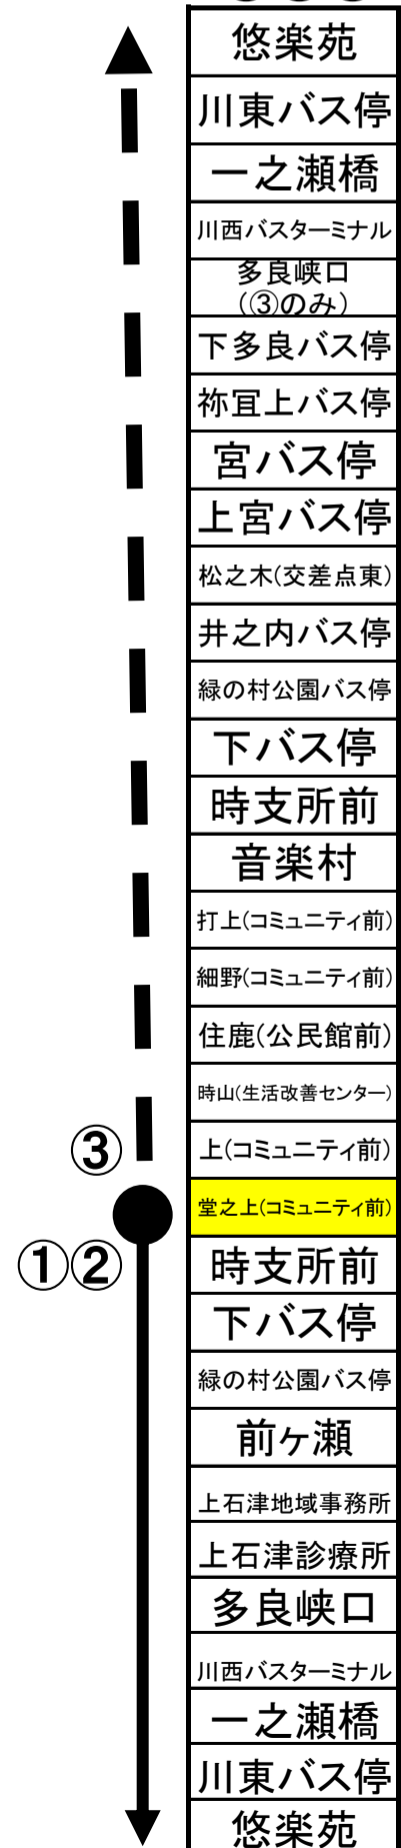 悠楽苑
川東バス停
一之瀬橋
川西バスターミナル
多良峡口
(③のみ)
下多良バス停
祢冝上バス停
宮バス停
上宮バス停
松之木(交差点東)
井之内バス停
緑の村公園バス停
下バス停
時支所前
音楽村
打上(コミュニティ前)
細野(コミュニティ前)
住鹿(公民館前)
時山(生活改善センター)
③
上(コミュニティ前)
堂之上(コミュニティ前)
①②
時支所前
下バス停
緑の村公園バス停
前ヶ瀬
上石津地域事務所
上石津診療所
多良峡口
川西バスターミナル
一之瀬橋
川東バス停
悠楽苑